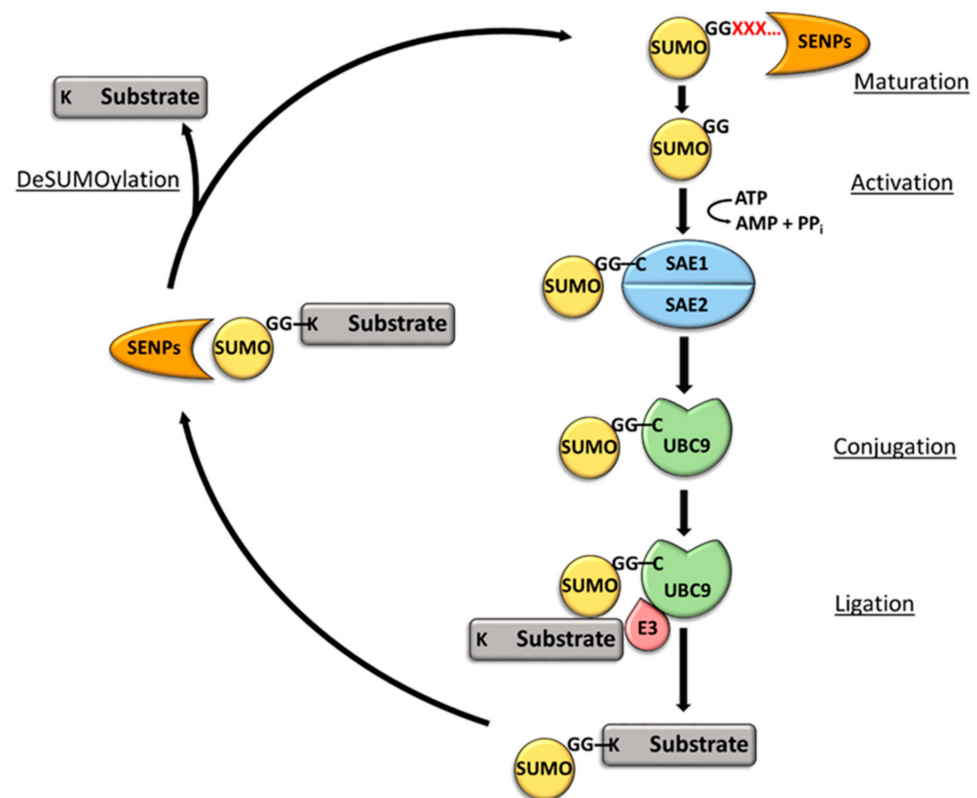 GGXXX...
SUMO
SENPs
Maturation
GG
SUMO
Activation
ATP
AMP + PPi
GG–C
SAE1
SUMO
SAE2
GG–C
SUMO
UBC9
Conjugation
GG–C
SUMO
UBC9
Ligation
E3
K Substrate
GG–K Substrate
SUMO
GG–K Substrate
SENPs
SUMO
DeSUMOylation
K Substrate